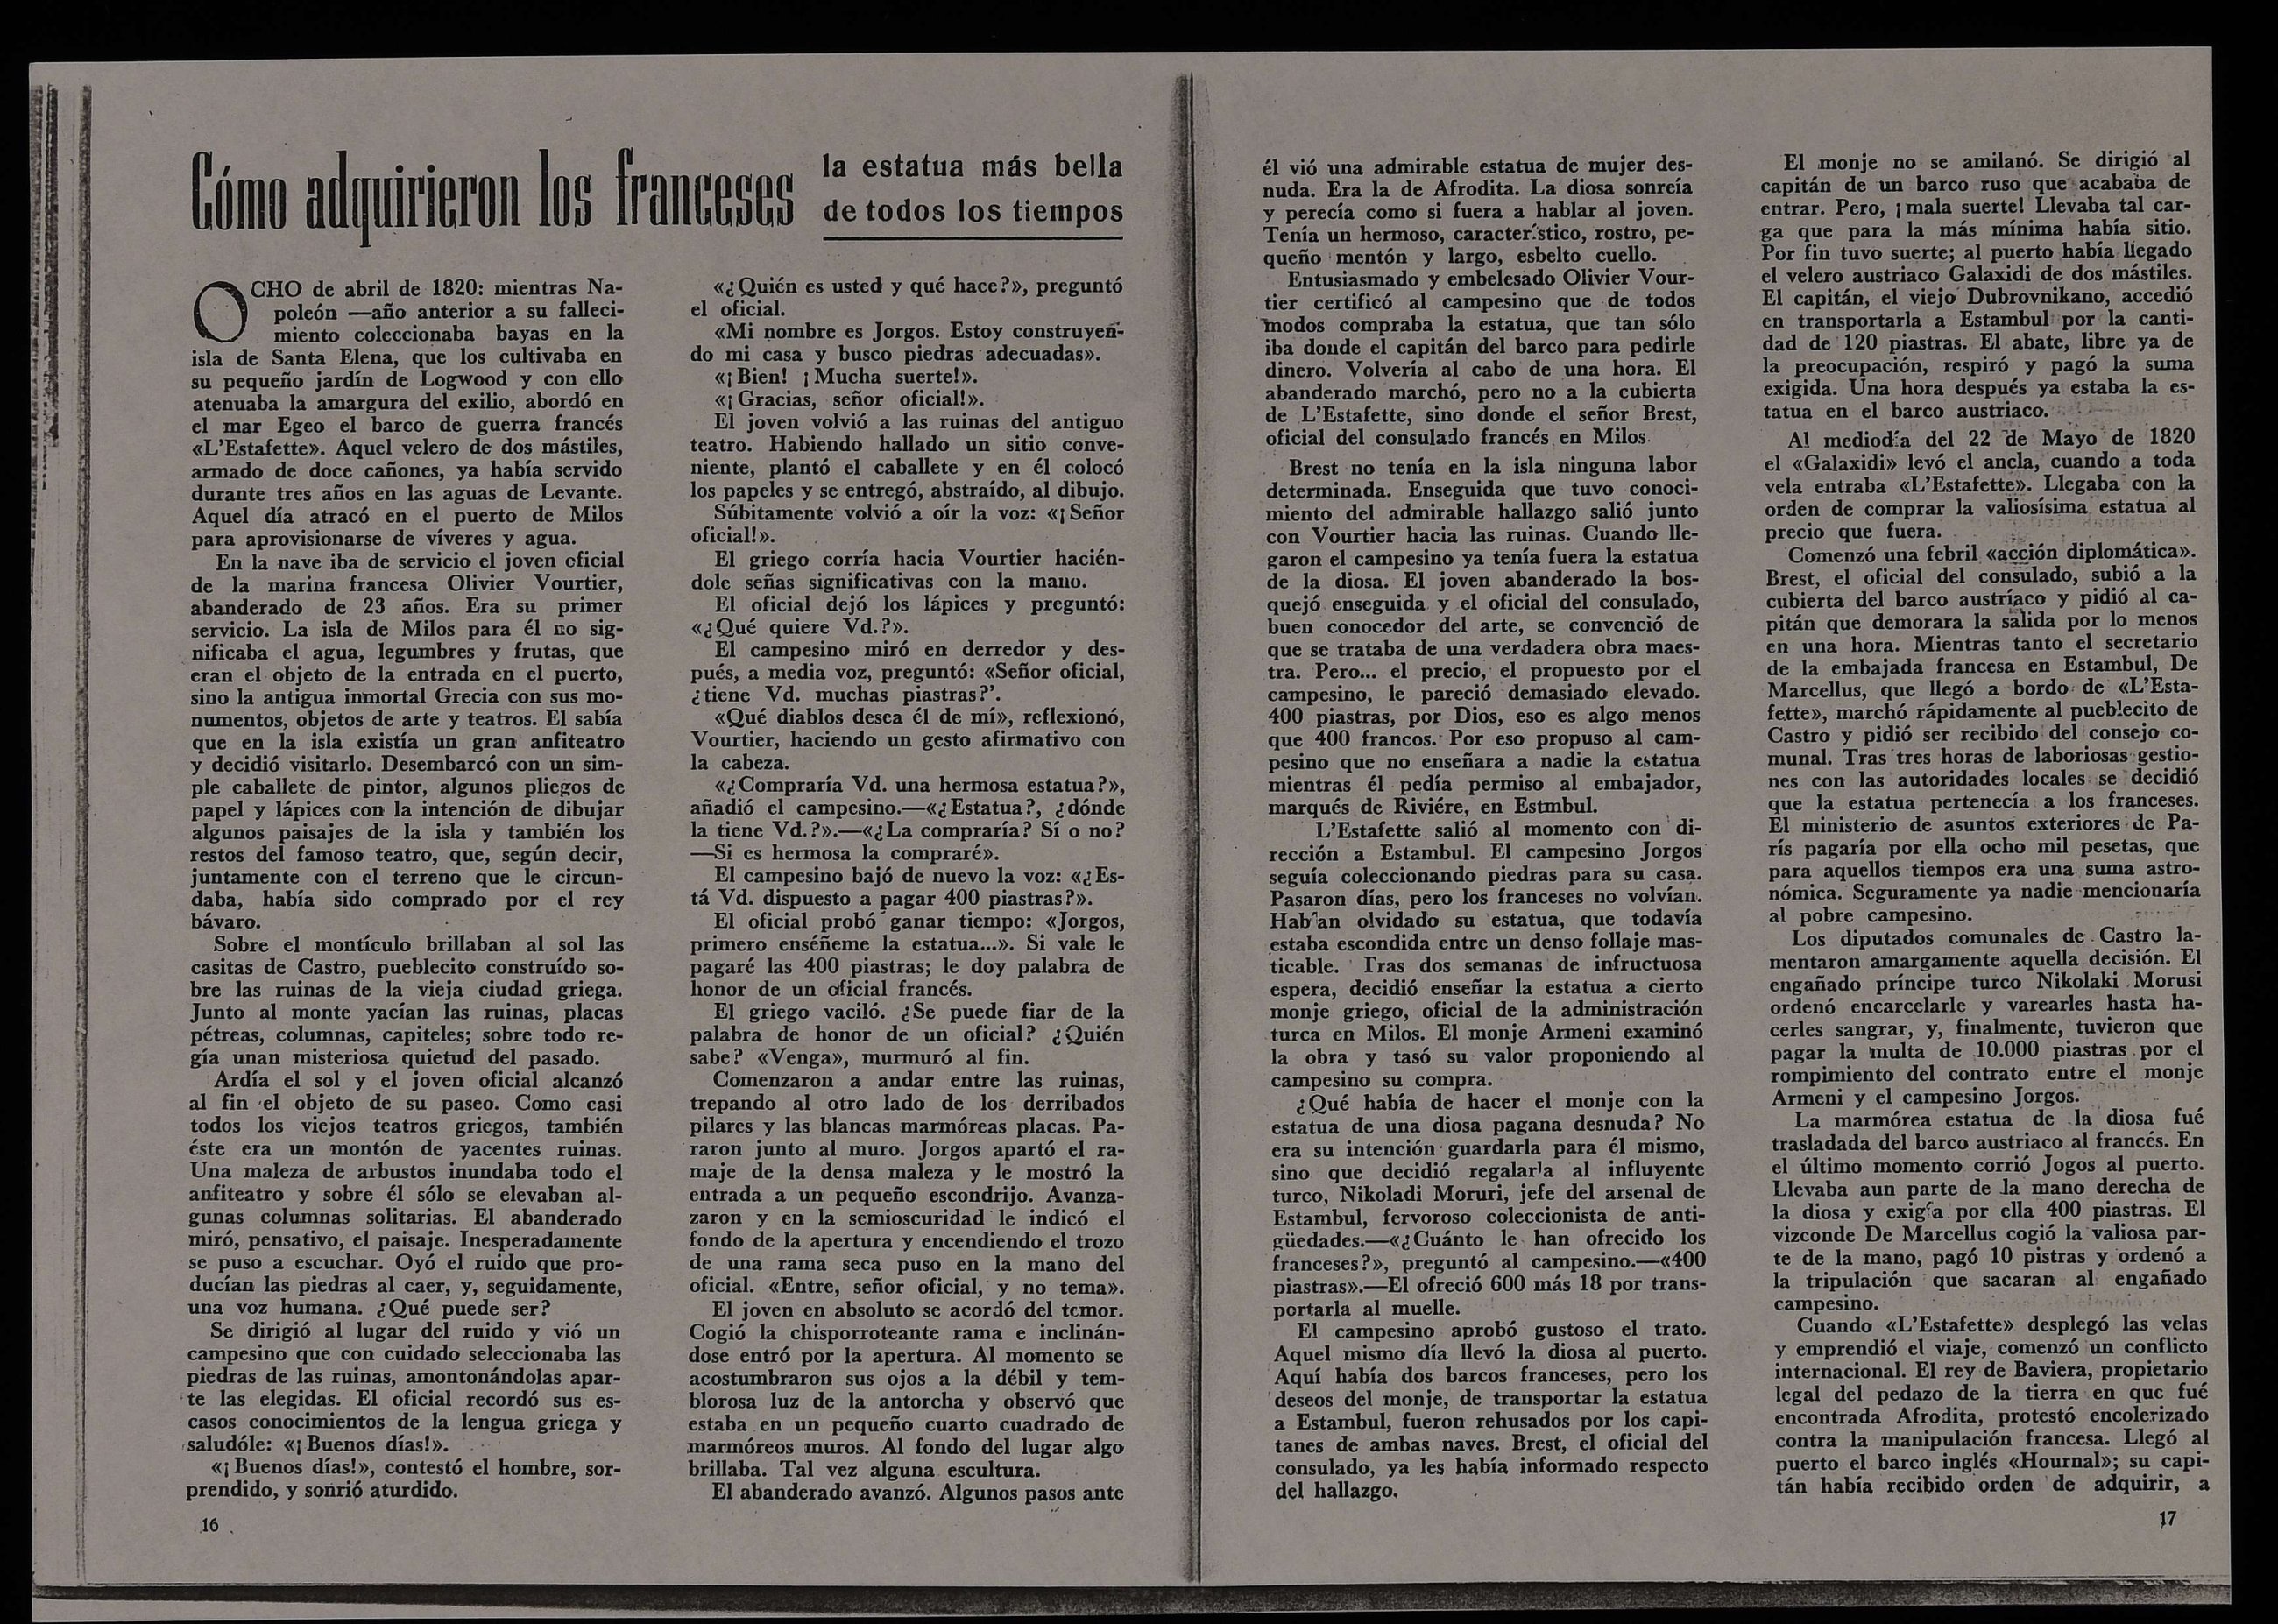 Cómo adquirieron los franceses
la estatua más bella
de todos los tiempos
OCHO de abril de 1820: mientras Na-
poleón —año anterior a su falleci-
miento coleccionaba bayas en la
isla de Santa Elena, que los cultivaba en
su pequeño jardín de Logwood y con ello
atenuaba la amargura del exilio, abordó en
el mar Egeo el barco de guerra francés
«L'Estafette». Aquel velero de dos mástiles,
armado de doce cañones, ya había servido
durante tres años en las aguas de Levante.
Aquel día atracó en el puerto de Milos
para aprovisionarse de víveres y agua.
En la nave iba de servicio el joven oficial
de la marina francesa Olivier Vourtier,
abanderado de 23 años. Era su primer
servicio. La isla de Milos para él no sig-
nificaba el agua, legumbres y frutas, que
eran el objeto de la entrada en el puerto,
sino la antigua inmortal Grecia con sus mo-
numentos, objetos de arte y teatros. El sabía
que en la isla existía un gran anfiteatro
y decidió visitarlo. Desembarcó con un sim-
ple caballete de pintor, algunos pliegos de
papel y lápices con la intención de dibujar
algunos paisajes de la isla y también los
restos del famoso teatro, que, según decir,
juntamente con el terreno que le circun-
daba, había sido comprado por el rey
bávaro.
Sobre el montículo brillaban al sol las
casitas de Castro, pueblecito construído so-
bre las ruinas de la vieja ciudad griega.
Junto al monte yacían las ruinas, placas
pétreas, columnas, capiteles; sobre todo re-
gía unan misteriosa quietud del pasado.
Ardía el sol y el joven oficial alcanzó
al fin el objeto de su paseo. Como casi
todos los viejos teatros griegos, también
éste era un montón de yacentes ruinas.
Una maleza de arbustos inundaba todo el
anfiteatro y sobre él sólo se elevaban al-
gunas columnas solitarias. El abanderado
miró, pensativo, el paisaje. Inesperadamente
se puso a escuchar. Oyó el ruido que pro-
ducían las piedras al caer, y, seguidamente,
una voz humana. ¿Qué puede ser?
Se dirigió al lugar del ruido y vió un
campesino que con cuidado seleccionaba las
piedras de las ruinas, amontonándolas apar-
te las elegidas. El oficial recordó sus es-
casos conocimientos de la lengua griega y
saludóle: «¡Buenos días!».
«¡Buenos días!», contestó el hombre, sor-
prendido, y sonrió aturdido.
16
«¿Quién es usted y qué hace?», preguntó
el oficial.
«Mi nombre es Jorgos. Estoy construyen-
do mi casa y busco piedras adecuadas».
«¡Bien! ¡Mucha suerte!».
«¡Gracias, señor oficial!».
El joven volvió a las ruinas del antiguo
teatro. Habiendo hallado un sitio conve-
niente, plantó el caballete y en él colocó
los papeles y se entregó, abstraído, al dibujo.
Súbitamente volvió a oír la voz: «¡Señor
oficial!».
El griego corría hacia Vourtier hacién-
dole señas significativas con la mano.
El oficial dejó los lápices y preguntó:
«¿Qué quiere Vd.?».
El campesino miró en derredor y des-
pués, a media voz, preguntó: «Señor oficial,
¿tiene Vd. muchas piastras?'.
«Qué diablos desea él de mí», reflexionó,
Vourtier, haciendo un gesto afirmativo con
la cabeza.
«¿Compraría Vd. una hermosa estatua?»,
añadió el campesino.—«¿Estatua?, ¿dónde
la tiene Vd.?».—«¿La compraría? Sí o no?
—Si es hermosa la compraré».
El campesino bajó de nuevo la voz: «¿Es-
tá Vd. dispuesto a pagar 400 piastras?».
El oficial probó ganar tiempo: «Jorgos,
primero enséñeme la estatua...». Si vale le
pagaré las 400 piastras; le doy palabra de
honor de un oficial francés.
El griego vaciló. ¿Se puede fiar de la
palabra de honor de un oficial? ¿Quién
sabe? «Venga», murmuró al fin.
Comenzaron a andar entre las ruinas,
trepando al otro lado de los derribados
pilares y las blancas marmóreas placas. Pa-
raron junto al muro. Jorgos apartó el ra-
maje de la densa maleza y le mostró la
entrada a un pequeño escondrijo. Avanza-
zaron y en la semioscuridad le indicó el
fondo de la apertura y encendiendo el trozo
de una rama seca puso en la mano del
oficial. «Entre, señor oficial, y no tema».
El joven en absoluto se acordó del temor.
Cogió la chisporroteante rama e inclinán-
dose entró por la apertura. Al momento se
acostumbraron sus ojos a la débil y tem-
blorosa luz de la antorcha y observó que
estaba en un pequeño cuarto cuadrado de
marmóreos muros. Al fondo del lugar algo
brillaba. Tal vez alguna escultura.
El abanderado avanzó. Algunos pasos ante
él vió una admirable estatua de mujer des-
nuda. Era la de Afrodita. La diosa sonreía
y perecía como si fuera a hablar al joven.
Tenía un hermoso, característico, rostro, pe-
queño mentón y largo, esbelto cuello.
Entusiasmado y embelesado Olivier Vour-
tier certificó al campesino que de todos
modos compraba la estatua, que tan sólo
iba donde el capitán del barco para pedirle
dinero. Volvería al cabo de una hora. El
abanderado marchó, pero no a la cubierta
de L'Estafette, sino donde el señor Brest,
oficial del consulado francés en Milos.
Brest no tenía en la isla ninguna labor
determinada. Enseguida que tuvo conoci-
miento del admirable hallazgo salió junto
con Vourtier hacia las ruinas. Cuando lle-
garon el campesino ya tenía fuera la estatua
de la diosa. El joven abanderado la bos-
quejó enseguida y el oficial del consulado,
buen conocedor del arte, se convenció de
que se trataba de una verdadera obra maes-
tra. Pero... el precio, el propuesto por el
campesino, le pareció demasiado elevado.
400 piastras, por Dios, eso es algo menos
que 400 francos. Por eso propuso al cam-
pesino que no enseñara a nadie la estatua
mientras él pedía permiso al embajador,
marqués de Riviére, en Estmbul.
L'Estafette salió al momento con di-
rección a Estambul. El campesino Jorgos
seguía coleccionando piedras para su casa.
Pasaron días, pero los franceses no volvían.
Habían olvidado su estatua, que todavía
estaba escondida entre un denso follaje mas-
ticable. Tras dos semanas de infructuosa
espera, decidió enseñar la estatua a cierto
monje griego, oficial de la administración
turca en Milos. El monje Armeni examinó
la obra y tasó su valor proponiendo al
campesino su compra.
¿Qué había de hacer el monje con la
estatua de una diosa pagana desnuda? No
era su intención guardarla para él mismo,
sino que decidió regalarla al influyente
turco, Nikoladi Moruri, jefe del arsenal de
Estambul, fervoroso coleccionista de anti-
güedades.—«¿Cuánto le han ofrecido los
franceses?», preguntó al campesino.—«400
piastras».—El ofreció 600 más 18 por trans-
portarla al muelle.
El campesino aprobó gustoso el trato.
Aquel mismo día llevó la diosa al puerto.
Aquí había dos barcos franceses, pero los
deseos del monje, de transportar la estatua
a Estambul, fueron rehusados por los capi-
tanes de ambas naves. Brest, el oficial del
consulado, ya les había informado respecto
del hallazgo.
El monje no se amilanó. Se dirigió al
capitán de un barco ruso que acababa de
entrar. Pero, ¡mala suerte! Llevaba tal car-
ga que para la más mínima había sitio.
Por fin tuvo suerte; al puerto había llegado
el velero austriaco Galaxidi de dos mástiles.
El capitán, el viejo Dubrovnikano, accedió
en transportarla a Estambul por la canti-
dad de 120 piastras. El abate, libre ya de
la preocupación, respiró y pagó la suma
exigida. Una hora después ya estaba la es-
tatua en el barco austriaco.
Al mediodía del 22 de Mayo de 1820
el «Galaxidi» levó el ancla, cuando a toda
vela entraba «L'Estafette». Llegaba con la
orden de comprar la valiosísima estatua al
precio que fuera.
Comenzó una febril «acción diplomática».
Brest, el oficial del consulado, subió a la
cubierta del barco austríaco y pidió al ca-
pitán que demorara la salida por lo menos
en una hora. Mientras tanto el secretario
de la embajada francesa en Estambul, De
Marcellus, que llegó a bordo de «L'Esta-
fette», marchó rápidamente al pueblecito de
Castro y pidió ser recibido del consejo co-
munal. Tras tres horas de laboriosas gestio-
nes con las autoridades locales se decidió
que la estatua pertenecía a los franceses.
El ministerio de asuntos exteriores de Pa-
rís pagaría por ella ocho mil pesetas, que
para aquellos tiempos era una suma astro-
nómica. Seguramente ya nadie mencionaría
al pobre campesino.
Los diputados comunales de Castro la-
mentaron amargamente aquella decisión. El
engañado príncipe turco Nikolaki Morusi
ordenó encarcelarle y varearles hasta ha-
cerles sangrar, y, finalmente, tuvieron que
pagar la multa de 10.000 piastras por el
rompimiento del contrato entre el monje
Armeni y el campesino Jorgos.
La marmórea estatua de la diosa fué
trasladada del barco austriaco al francés. En
el último momento corrió Jogos al puerto.
Llevaba aun parte de la mano derecha de
la diosa y exigía por ella 400 piastras. El
vizconde De Marcellus cogió la valiosa par-
te de la mano, pagó 10 pistras y ordenó a
la tripulación que sacaran al engañado
campesino.
Cuando «L'Estafette» desplegó las velas
y emprendió el viaje, comenzó un conflicto
internacional. El rey de Baviera, propietario
legal del pedazo de la tierra en que fué
encontrada Afrodita, protestó encolerizado
contra la manipulación francesa. Llegó al
puerto el barco inglés «Hournal»; su capi-
tán había recibido orden de adquirir, a
17